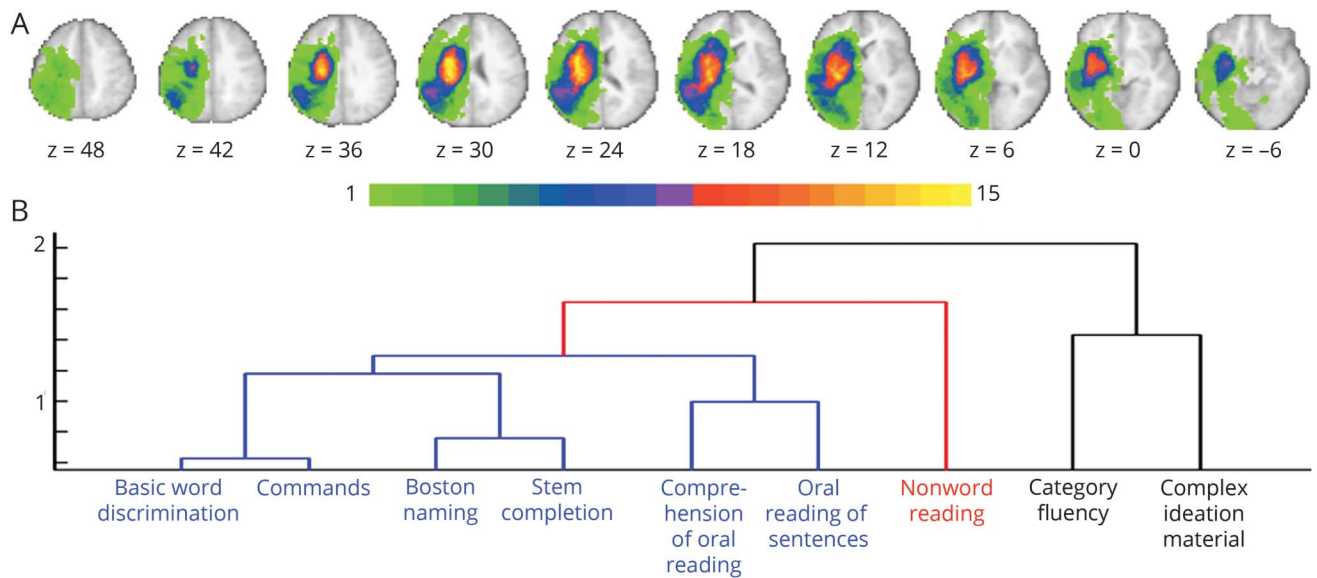 A
z = 48 z = 42 z = 36 z = 30 z = 24 z = 18 z = 12 z = 6 z = 0 z = –6
1 15
B
2
1
Basic word
discrimination
Commands
Boston
naming
Stem
completion
Compre-
hension
of oral
reading
Oral
reading of
sentences
Nonword
reading
Category
fluency
Complex
ideation
material